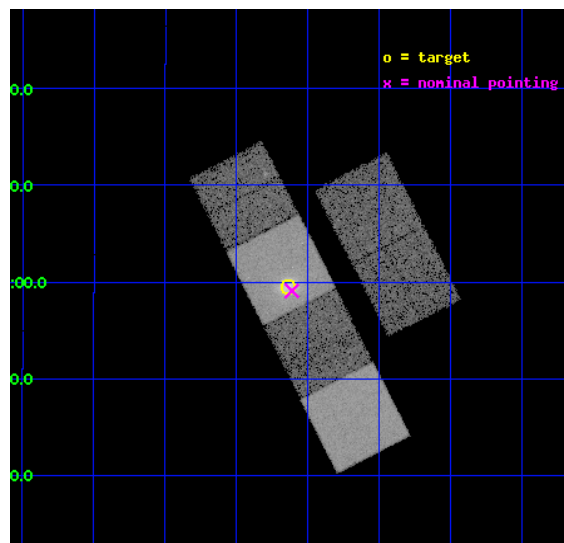 o = target
x = nominal pointing
0.0
0.0
:00.0
0.0
0.0